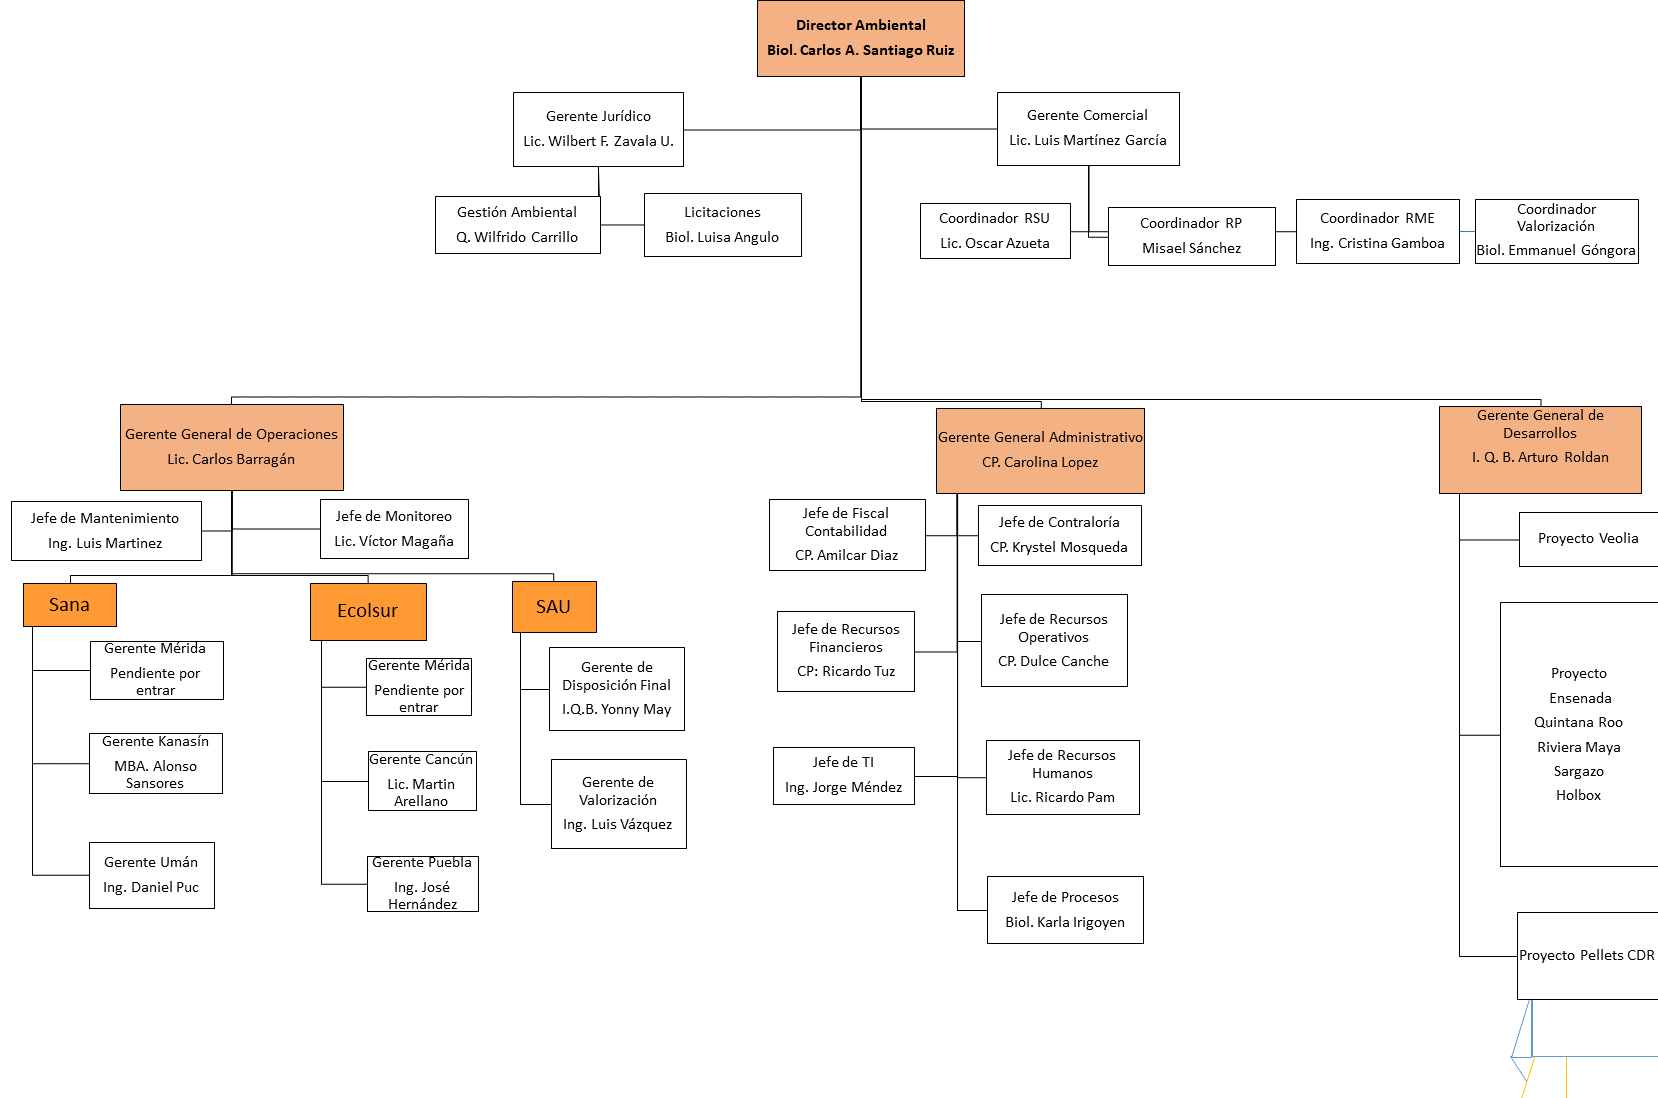 Director Ambiental
Biol. Carlos A. Santiago Ruiz
Gerente Jurídico
Lic. Wilbert F. Zavala U.
Gerente Comercial
Lic. Luis Martínez García
Gestión Ambiental
Q. Wilfrido Carrillo
Licitaciones
Biol. Luisa Angulo
Coordinador RSU
Lic. Oscar Azueta
Coordinador RP
Misael Sánchez
Coordinador RME
Ing. Cristina Gamboa
Coordinador
Valorización
Biol. Emmanuel Góngora
Gerente General de Operaciones
Lic. Carlos Barragán
Gerente General Administrativo
CP. Carolina Lopez
Gerente General de
Desarrollos
I. Q. B. Arturo Roldan
Jefe de Mantenimiento
Ing. Luis Martinez
Jefe de Monitoreo
Lic. Víctor Magaña
Sana
Ecolsur
SAU
Gerente Mérida
Pendiente por
entrar
Gerente Kanasín
MBA. Alonso
Sansores
Gerente Umán
Ing. Daniel Puc
Gerente Mérida
Pendiente por
entrar
Gerente Cancún
Lic. Martin
Arellano
Gerente Puebla
Ing. José
Hernández
Gerente de
Disposición Final
I.Q.B. Yonny May
Gerente de
Valorización
Ing. Luis Vázquez
Jefe de Fiscal
Contabilidad
CP. Amilcar Diaz
Jefe de Contraloría
CP. Krystel Mosqueda
Jefe de Recursos
Financieros
CP: Ricardo Tuz
Jefe de Recursos
Operativos
CP. Dulce Canche
Jefe de TI
Ing. Jorge Méndez
Jefe de Recursos
Humanos
Lic. Ricardo Pam
Jefe de Procesos
Biol. Karla Irigoyen
Proyecto Veolia
Proyecto
Ensenada
Quintana Roo
Riviera Maya
Sargazo
Holbox
Proyecto Pellets CDR